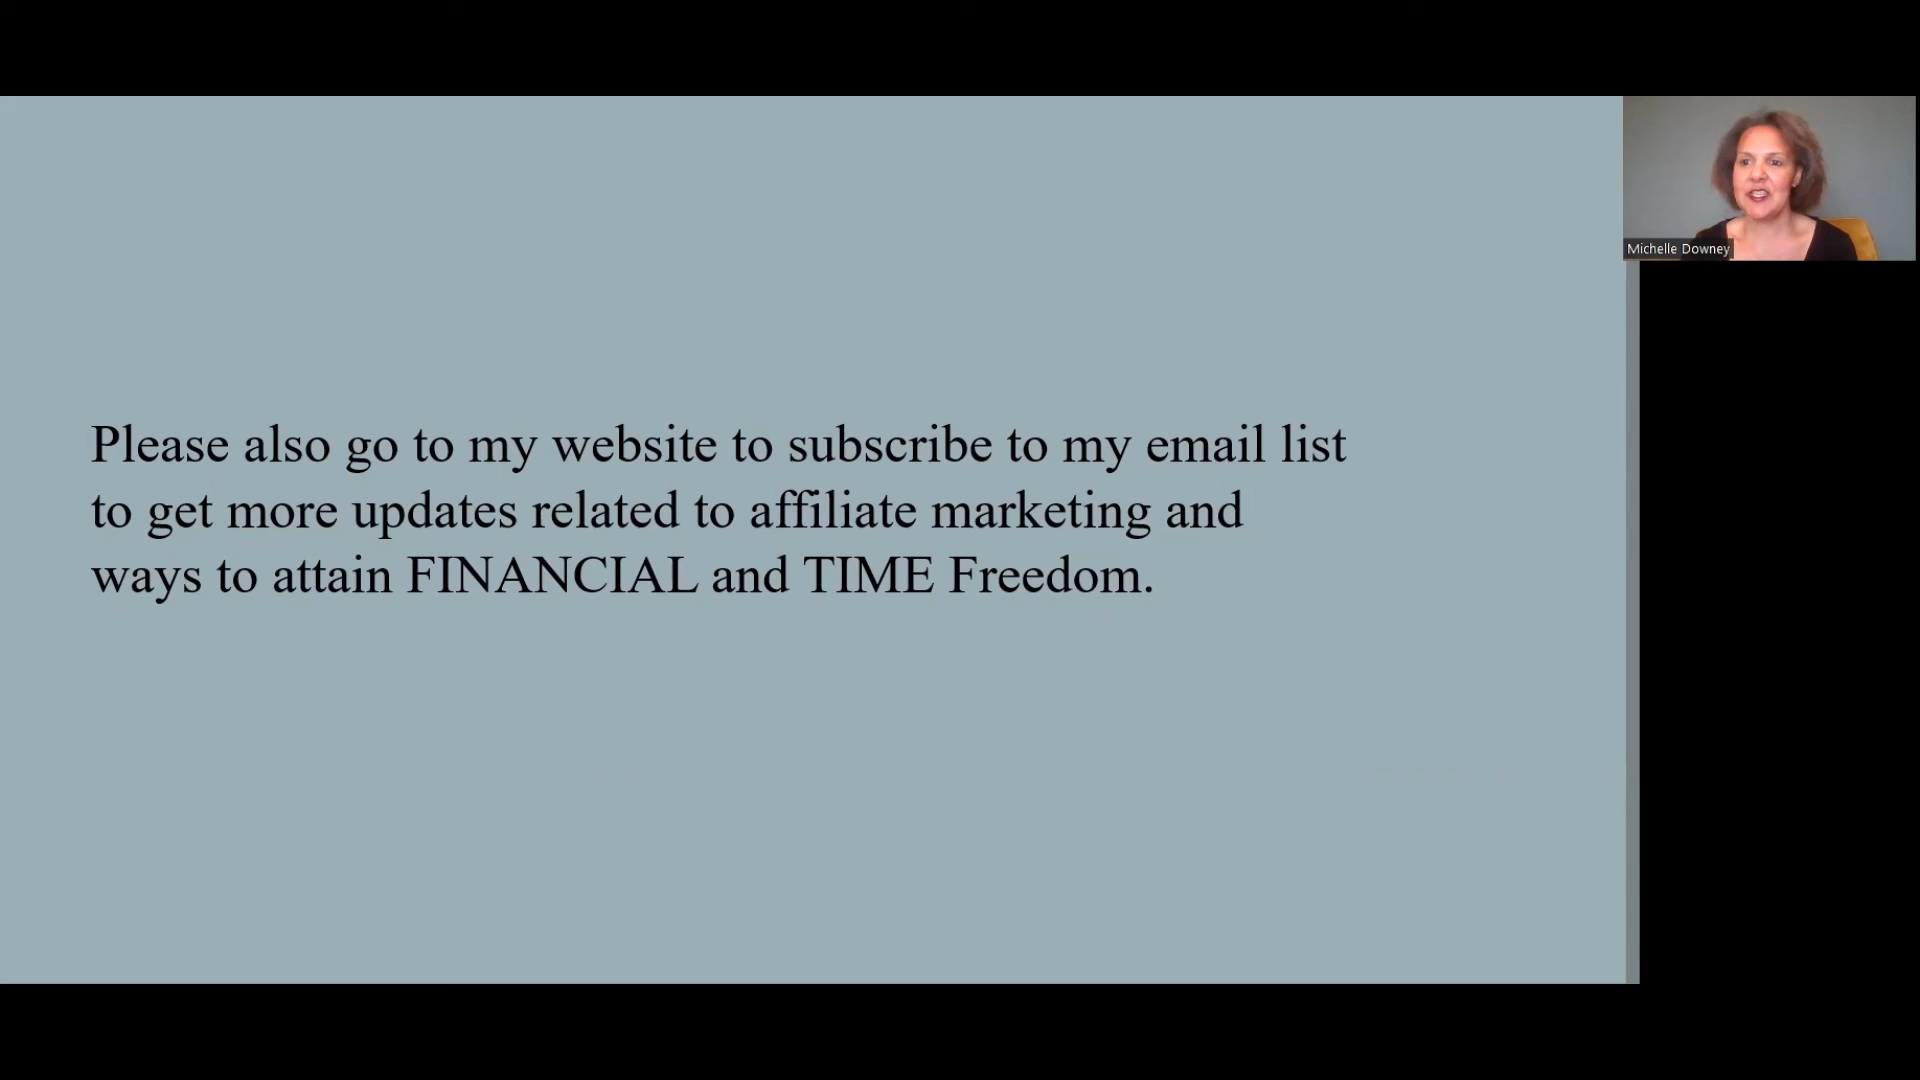 Please also go to my website to subscribe to my email list
to get more updates related to affiliate marketing and
ways to attain FINANCIAL and TIME Freedom.
Michelle Downey